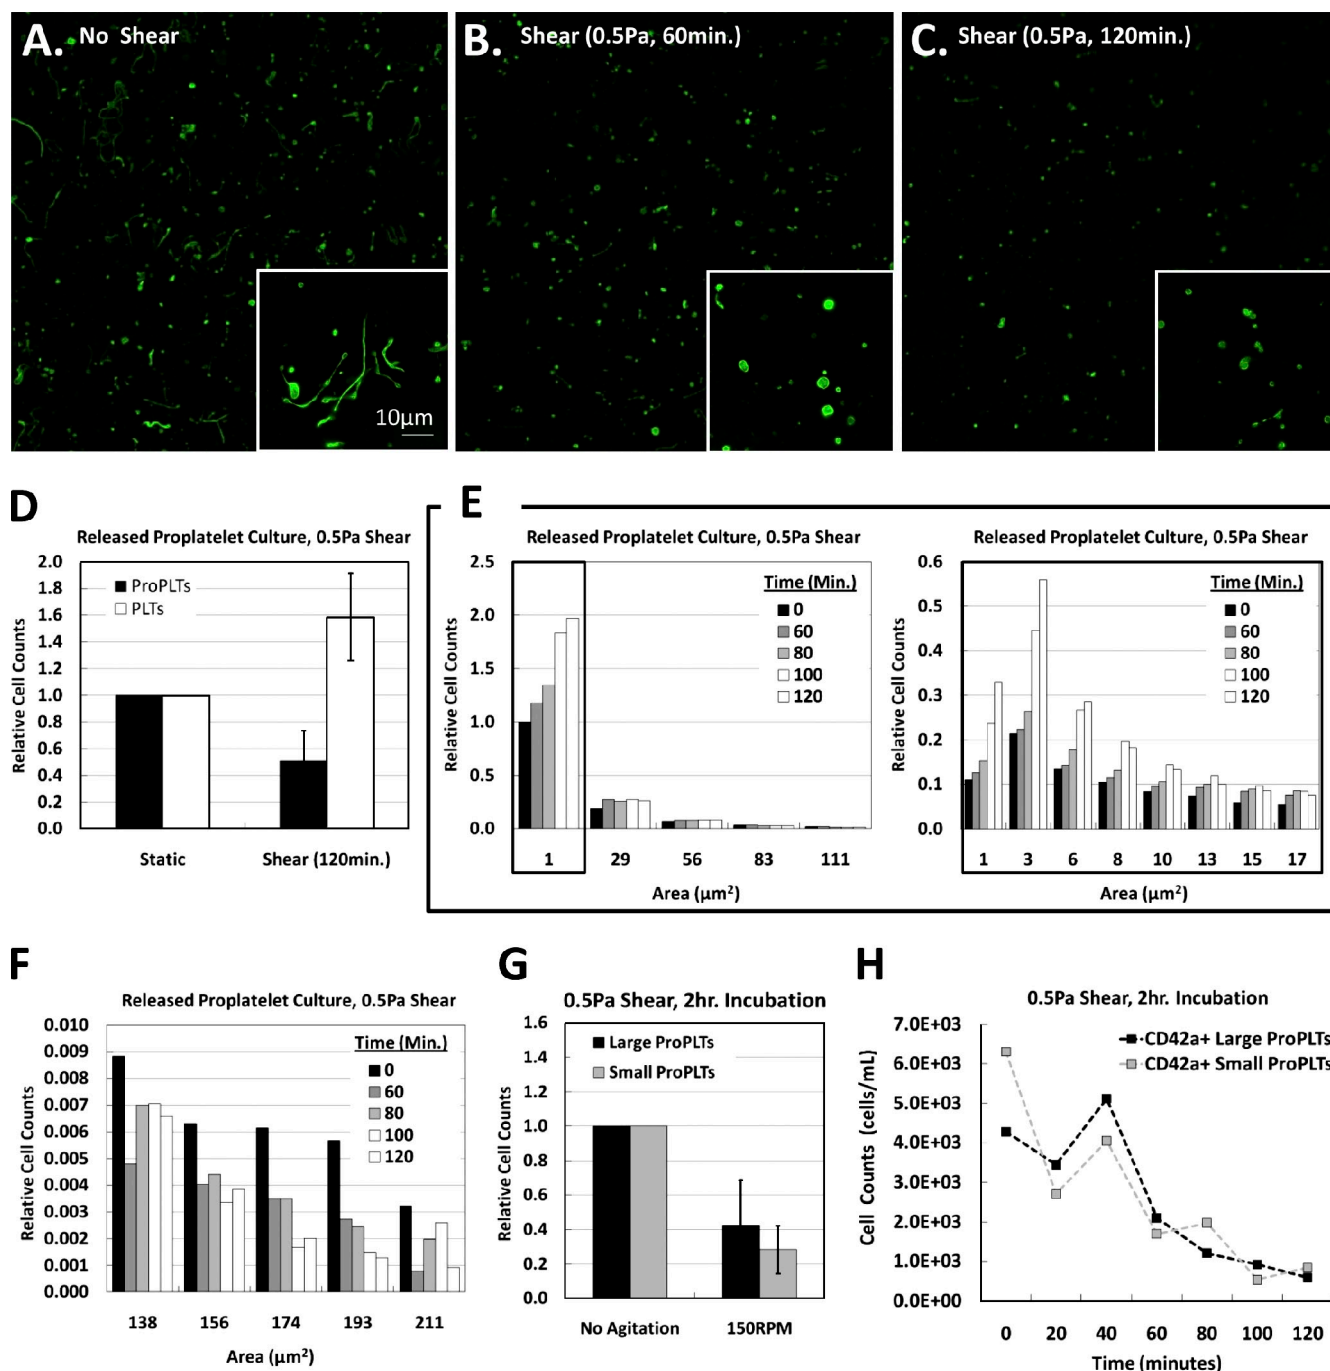 A. No Shear
B. Shear (0.5Pa, 60min.)
C. Shear (0.5Pa, 120min.)
10µm
D
Released Proplatelet Culture, 0.5Pa Shear
Relative Cell Counts
2.0
1.8
1.6
1.4
1.2
1.0
0.8
0.6
0.4
0.2
0.0
ProPLTs
PLTs
Static Shear (120min.)
E
Released Proplatelet Culture, 0.5Pa Shear
Relative Cell Counts
2.5
2.0
1.5
1.0
0.5
0.0
Time (Min.)
0
60
80
100
120
1 29 56 83 111
Area (µm²)
Released Proplatelet Culture, 0.5Pa Shear
Relative Cell Counts
0.6
0.5
0.4
0.3
0.2
0.1
0.0
Time (Min.)
0
60
80
100
120
1 3 6 8 10 13 15 17
Area (µm²)
F
Released Proplatelet Culture, 0.5Pa Shear
Relative Cell Counts
0.010
0.009
0.008
0.007
0.006
0.005
0.004
0.003
0.002
0.001
0.000
Time (Min.)
0
60
80
100
120
138 156 174 193 211
Area (µm²)
G
0.5Pa Shear, 2hr. Incubation
Relative Cell Counts
1.6
1.4
1.2
1.0
0.8
0.6
0.4
0.2
0.0
Large ProPLTs
Small ProPLTs
No Agitation 150RPM
H
0.5Pa Shear, 2hr. Incubation
Cell Counts (cells/mL)
7.0E+03
6.0E+03
5.0E+03
4.0E+03
3.0E+03
2.0E+03
1.0E+03
0.0E+00
CD42a+ Large ProPLTs
CD42a+ Small ProPLTs
0 20 40 60 80 100 120
Time (minutes)